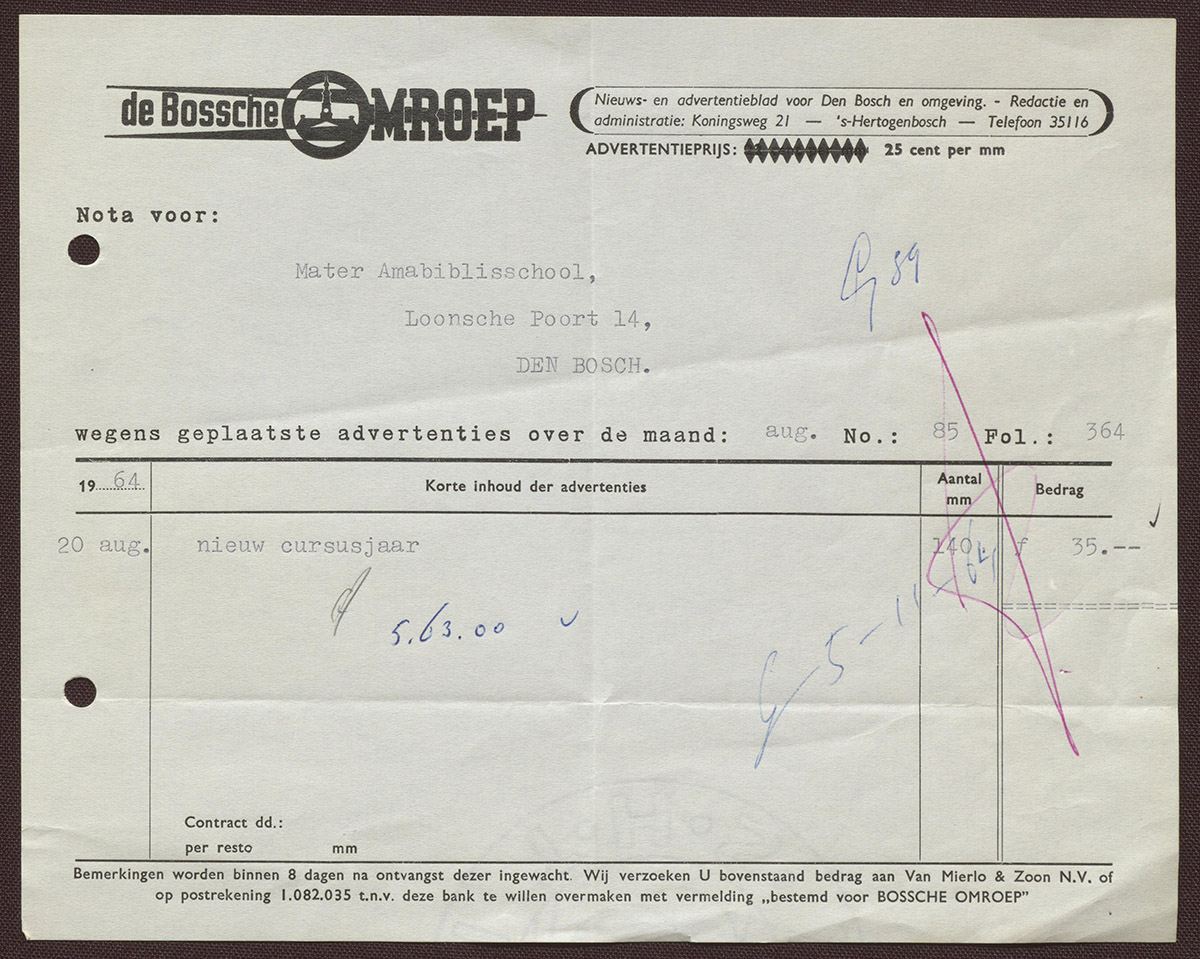 de Bossche OMROEP
Nieuws- en advertentieblad voor Den Bosch en omgeving. - Redactie en
administratie: Koningsweg 21 — 's-Hertogenbosch — Telefoon 35116
ADVERTENTIEPRIJS: 25 cent per mm
Nota voor:
Mater Amabiblisschool,
Loonsche Poort 14,
DEN BOSCH.
89
wegens geplaatste advertenties over de maand: aug. No.: 85 Fol.: 364
1964 Korte inhoud der advertenties Aantal mm Bedrag
20 aug. nieuw cursusjaar 140 f 35.--
5.63.00
5-11-64
Contract dd.:
per resto mm
Bemerkingen worden binnen 8 dagen na ontvangst dezer ingewacht. Wij verzoeken U bovenstaand bedrag aan Van Mierlo & Zoon N.V. of
op postrekening 1.082.035 t.n.v. deze bank te willen overmaken met vermelding „bestemd voor BOSSCHE OMROEP”